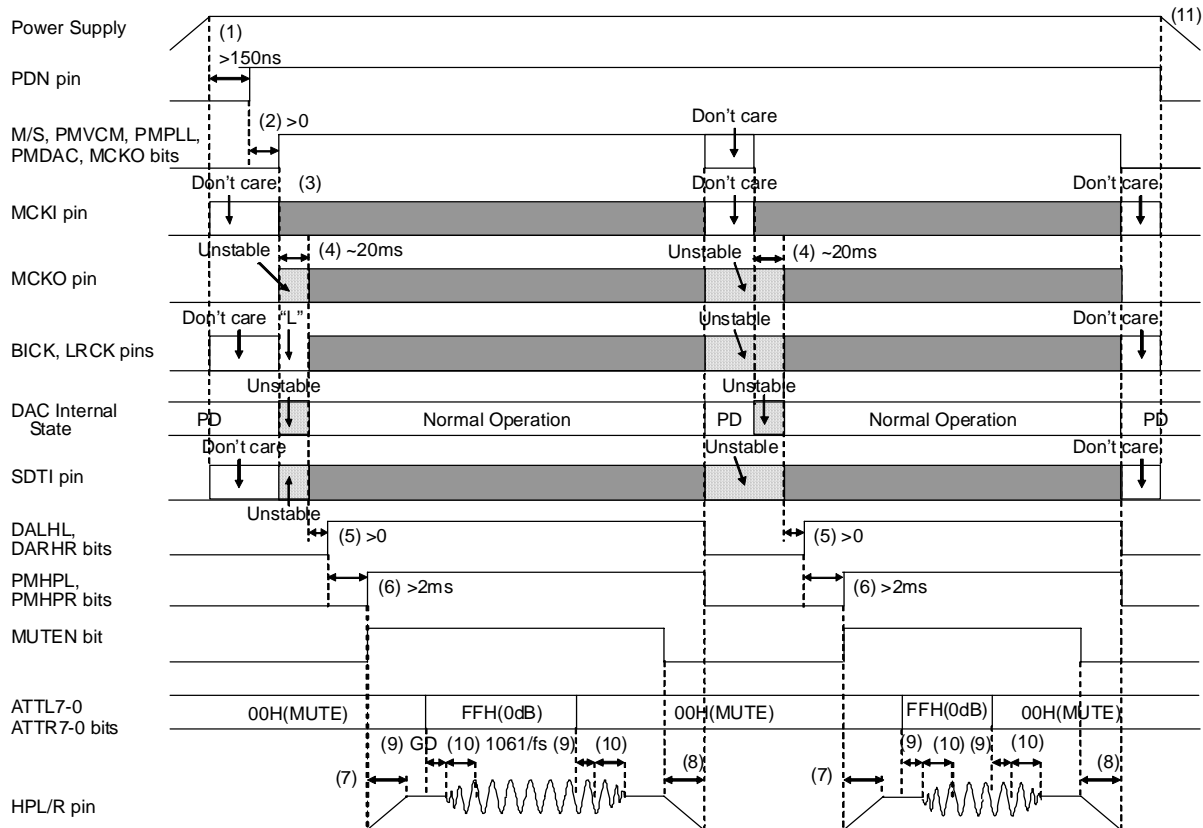 Power Supply (1) (11)
>150ns
PDN pin
(2) >0 Don't care
M/S, PMVCM, PMPLL,
PMDAC, MCKO bits
Don't care (3) Don't care Don't care
MCKI pin
Unstable (4) ~20ms Unstable (4) ~20ms
MCKO pin
Don't care "L" Unstable Don't care
BICK, LRCK pins
Unstable Unstable
DAC Internal
State
PD Normal Operation PD Normal Operation PD
Don't care Unstable Don't care
SDTI pin
Unstable
DALHL,
DARHR bits
(5) >0 (5) >0
PMHPL,
PMHPR bits
(6) >2ms (6) >2ms
MUTEN bit
ATTL7-0
ATTR7-0 bits
00H(MUTE) FFH(0dB) 00H(MUTE) FFH(0dB) 00H(MUTE)
(9) GD (10) 1061/fs (9) (10) (9) (10) (9) (10)
(7) (8) (7) (8)
HPL/R pin